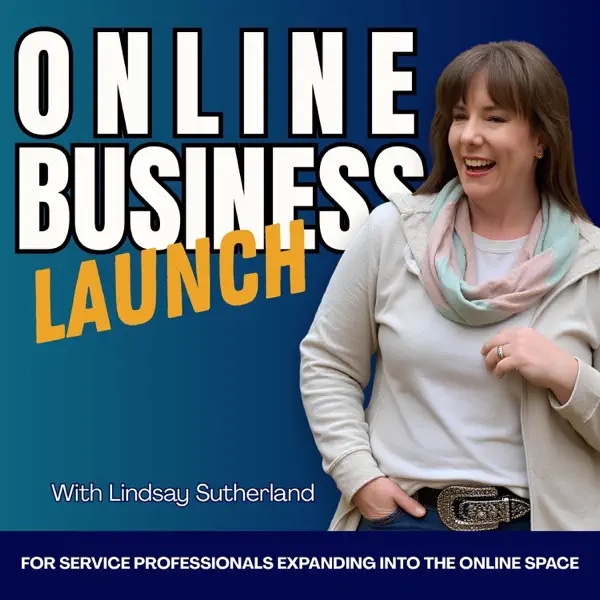 ONLINE
BUSINESS
LAUNCH
With Lindsay Sutherland
FOR SERVICE PROFESSIONALS EXPANDING INTO THE ONLINE SPACE